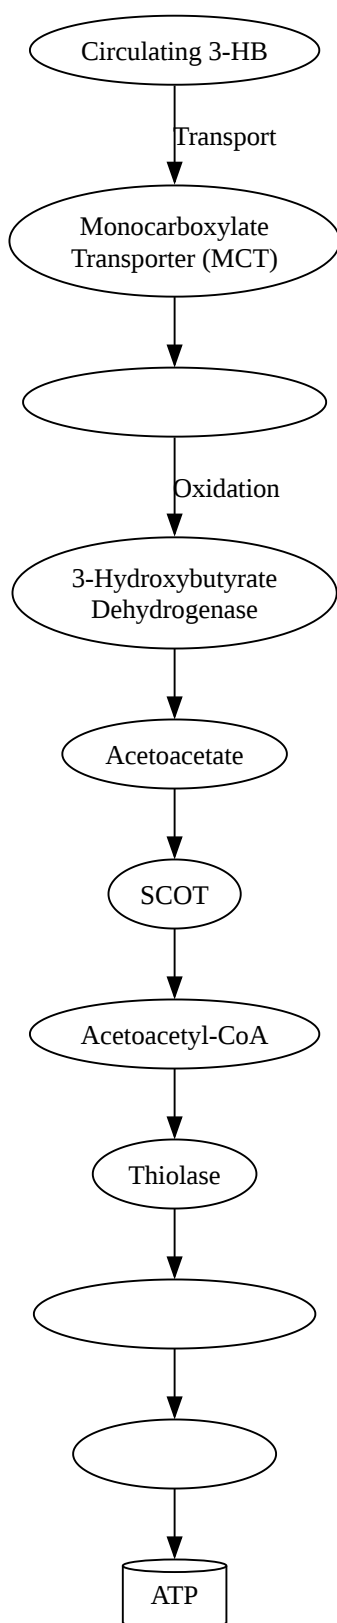 Circulating 3-HB
Transport
Monocarboxylate
Transporter (MCT)
Oxidation
3-Hydroxybutyrate
Dehydrogenase
Acetoacetate
SCOT
Acetoacetyl-CoA
Thiolase
ATP